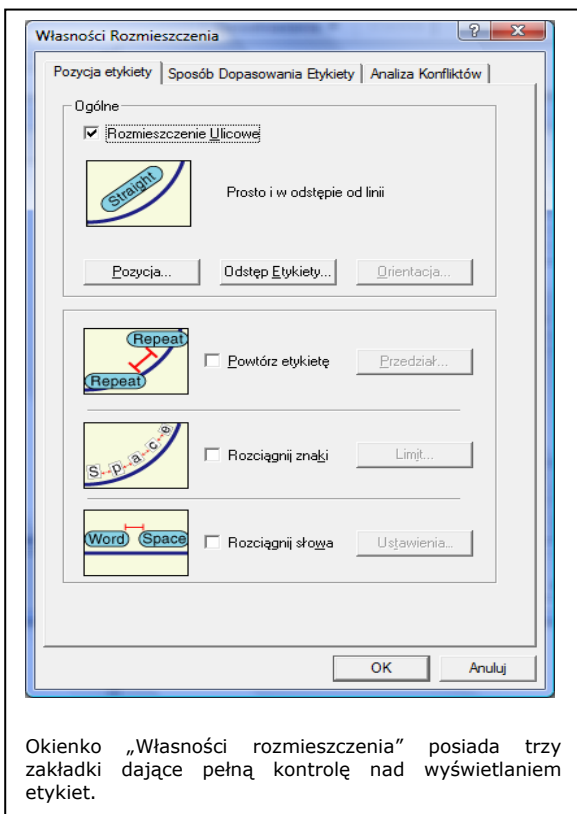 Własności Rozmieszczenia
Pozycja etykiety Sposób Dopasowania Etykiety Analiza Konfliktów
Ogólne
Rozmieszczenie Ulicowe
Straight
Prosto i w odstępie od linii
Pozycja... Odstęp Etykiety... Orientacja...
Repeat
Repeat
Powtórz etykietę Przedział...
Space
Rozciągnij znaki Limit...
Word Space
Rozciągnij słowa Ustawienia...
OK Anuluj
Okienko „Własności rozmieszczenia” posiada trzy
zakładki dające pełną kontrolę nad wyświetlaniem
etykiet.